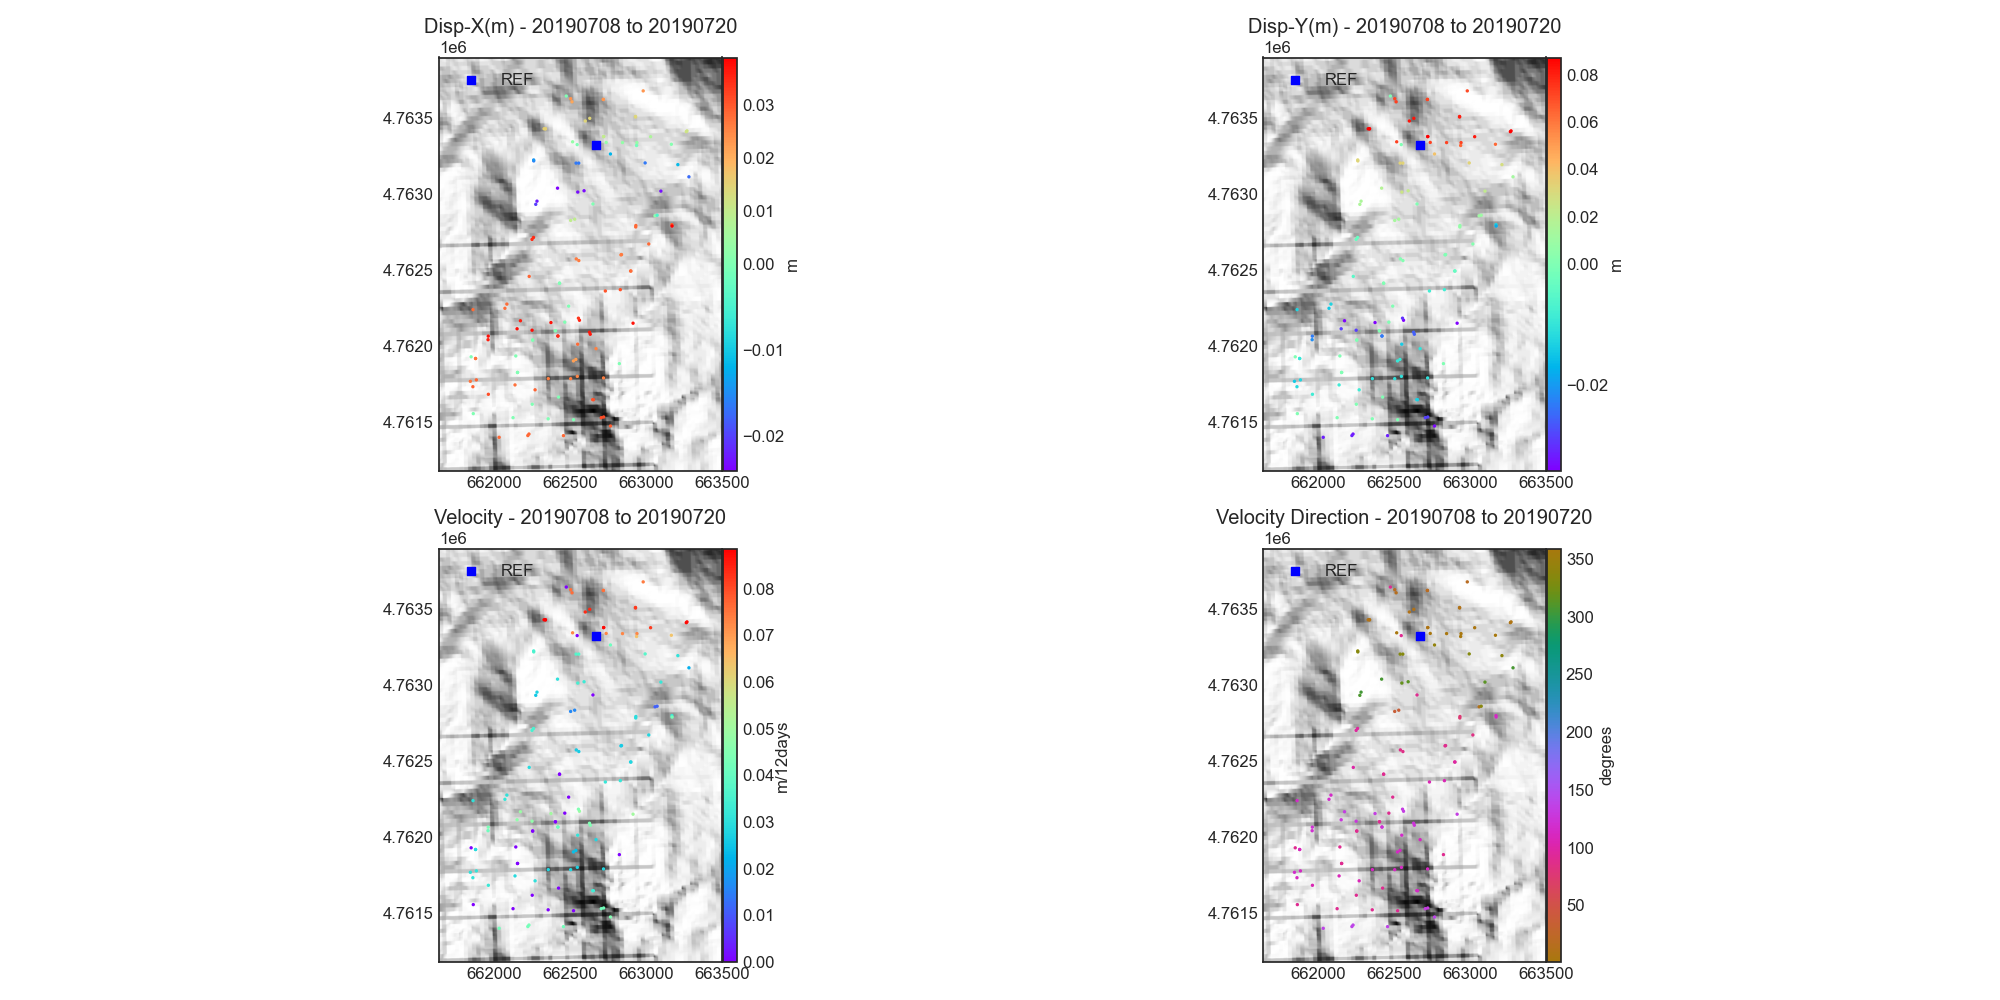 Disp-X(m) - 20190708 to 20190720
1e6
REF
4.7635
4.7630
4.7625
4.7620
4.7615
662000 662500 663000 663500
0.03
0.02
0.01
0.00
−0.01
−0.02
m
Disp-Y(m) - 20190708 to 20190720
1e6
REF
4.7635
4.7630
4.7625
4.7620
4.7615
662000 662500 663000 663500
0.08
0.06
0.04
0.02
0.00
−0.02
m
Velocity - 20190708 to 20190720
1e6
REF
4.7635
4.7630
4.7625
4.7620
4.7615
662000 662500 663000 663500
0.08
0.07
0.06
0.05
0.04
0.03
0.02
0.01
0.00
m/12days
Velocity Direction - 20190708 to 20190720
1e6
REF
4.7635
4.7630
4.7625
4.7620
4.7615
662000 662500 663000 663500
350
300
250
200
150
100
50
degrees